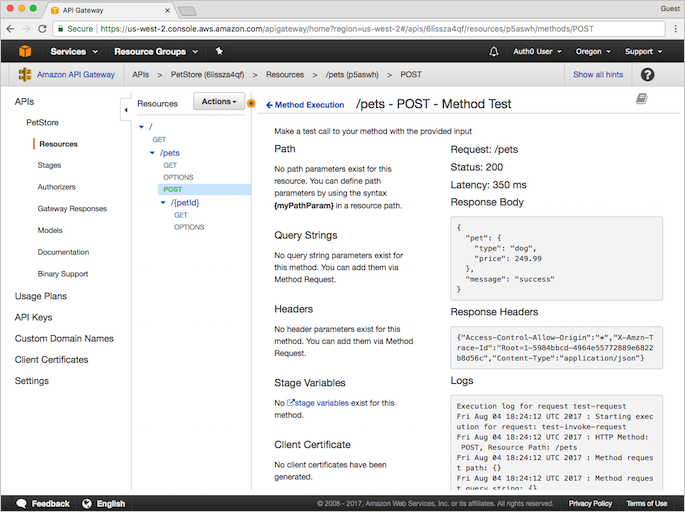 API Gateway
Guest
Secure https://us-west-2.console.aws.amazon.com/apigateway/home?region=us-west-2#/apis/6lissza4qf/resources/p5aswh/methods/POST
Services
Resource Groups
Auth0 User
Oregon
Support
Amazon API Gateway
APIs > PetStore (6lissza4qf) > Resources > /pets (p5aswh) > POST
Show all hints
?
APIs
PetStore
Resources
Stages
Authorizers
Gateway Responses
Models
Documentation
Binary Support
Usage Plans
API Keys
Custom Domain Names
Client Certificates
Settings
Resources
Actions
/
GET
/pets
GET
OPTIONS
POST
/{petId}
GET
OPTIONS
Method Execution
/pets - POST - Method Test
Make a test call to your method with the provided input
Path
No path parameters exist for this
resource. You can define path
parameters by using the syntax
{myPathParam} in a resource path.
Query Strings
No query string parameters exist for
this method. You can add them via
Method Request.
Headers
No header parameters exist for this
method. You can add them via Method
Request.
Stage Variables
No stage variables exist for this
method.
Client Certificate
No client certificates have been
generated.
Request: /pets
Status: 200
Latency: 350 ms
Response Body
{
"pet": {
"type": "dog",
"price": 249.99
},
"message": "success"
}
Response Headers
{"Access-Control-Allow-Origin":"*","X-Amzn-T
race-Id":"Root=1-5984bbcd-4964e55772889e6822
b8d56c","Content-Type":"application/json"}
Logs
Execution log for request test-request
Fri Aug 04 18:24:12 UTC 2017 : Starting exec
ution for request: test-invoke-request
Fri Aug 04 18:24:12 UTC 2017 : HTTP Method:
POST, Resource Path: /pets
Fri Aug 04 18:24:12 UTC 2017 : Method reques
t path: {}
Fri Aug 04 18:24:12 UTC 2017 : Method reques
t query string: {}
Feedback
English
© 2008 - 2017, Amazon Web Services, Inc. or its affiliates. All rights reserved.
Privacy Policy
Terms of Use